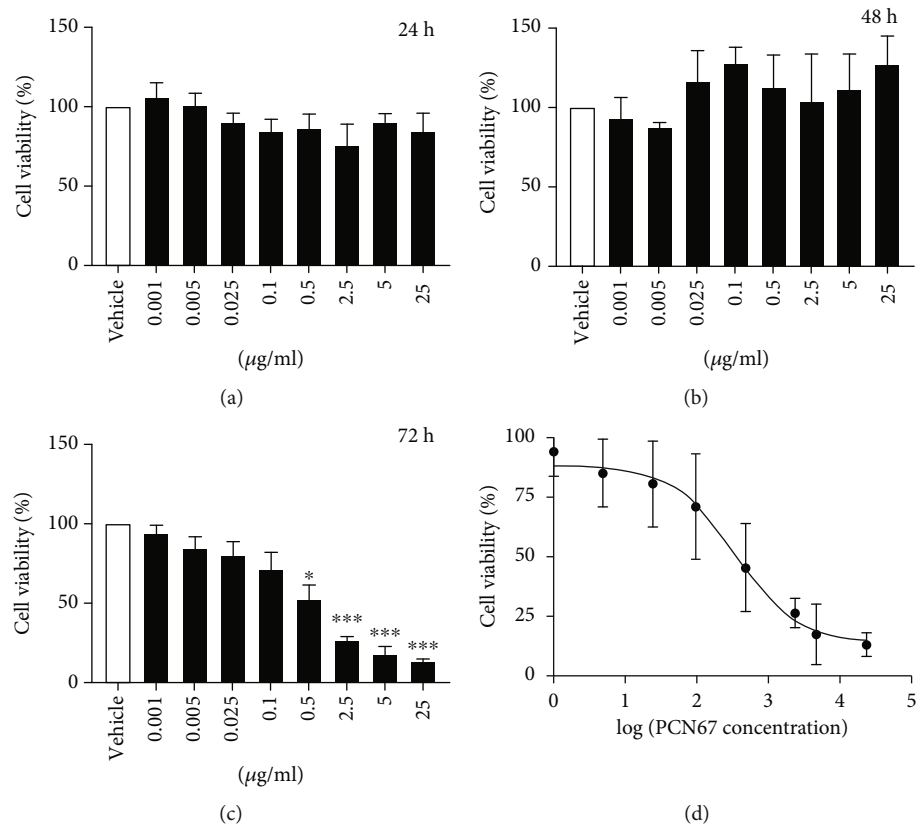 24 h
Cell viability (%)
150
100
50
0
Vehicle
0.001
0.005
0.025
0.1
0.5
2.5
5
25
(μg/ml)
(a)
48 h
Cell viability (%)
150
100
50
0
Vehicle
0.001
0.005
0.025
0.1
0.5
2.5
5
25
(μg/ml)
(b)
72 h
Cell viability (%)
150
100
50
0
*
***
***
***
Vehicle
0.001
0.005
0.025
0.1
0.5
2.5
5
25
(μg/ml)
(c)
Cell viability (%)
100
75
50
25
0
0 1 2 3 4 5
log (PCN67 concentration)
(d)